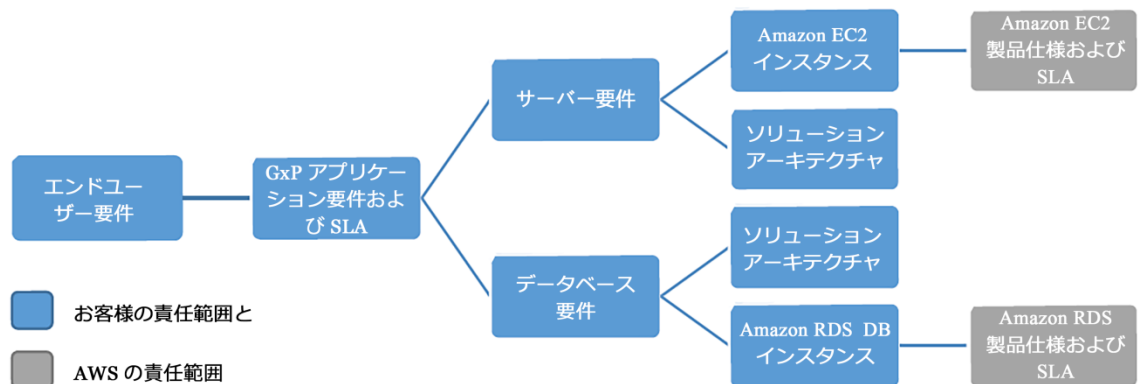 エンドユー
ザー要件
GxP アプリケー
ション要件およ
び SLA
サーバー要件
データベース
要件
Amazon EC2
インスタンス
ソリューション
アーキテクチャ
ソリューション
アーキテクチャ
Amazon RDS DB
インスタンス
Amazon EC2
製品仕様および
SLA
Amazon RDS
製品仕様および
SLA
お客様の責任範囲と
AWS の責任範囲